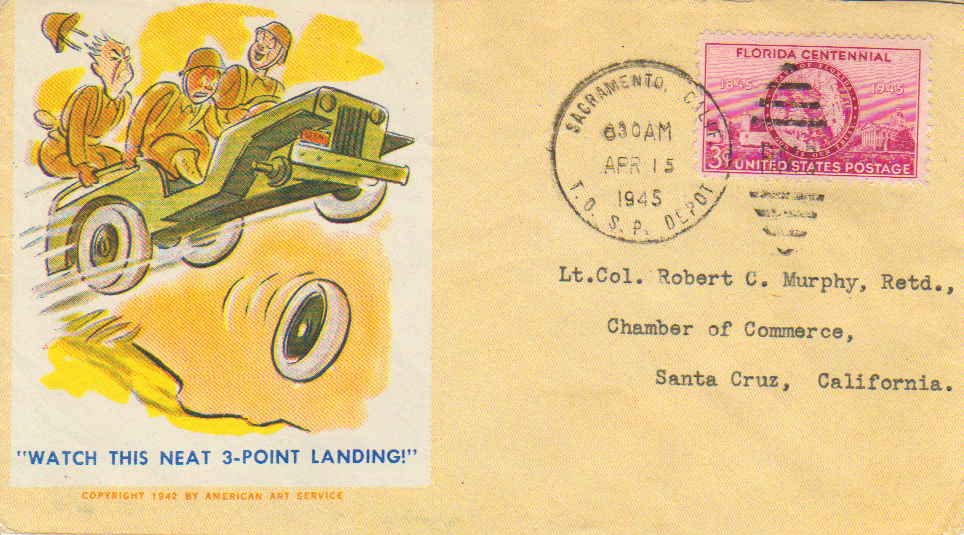 "WATCH THIS NEAT 3-POINT LANDING!"
COPYRIGHT 1942 BY AMERICAN ART SERVICE
SACRAMENTO, CALIF.
630AM
APR 15
1945
T.O. S.P. DEPOT
FLORIDA CENTENNIAL
1845 1945
3¢ UNITED STATES POSTAGE
Lt.Col. Robert C. Murphy, Retd.,
Chamber of Commerce,
Santa Cruz, California.